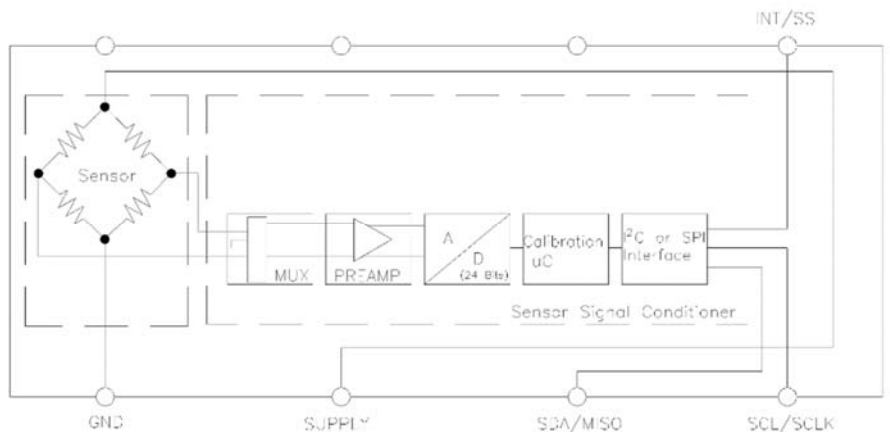 INT/SS
Sensor
MUX
PREAMP
A
D
(24 Bits)
Calibration
uC
I²C or SPI
Interface
Sensor Signal Conditioner
GND
SUPPLY
SDA/MISO
SCL/SCLK